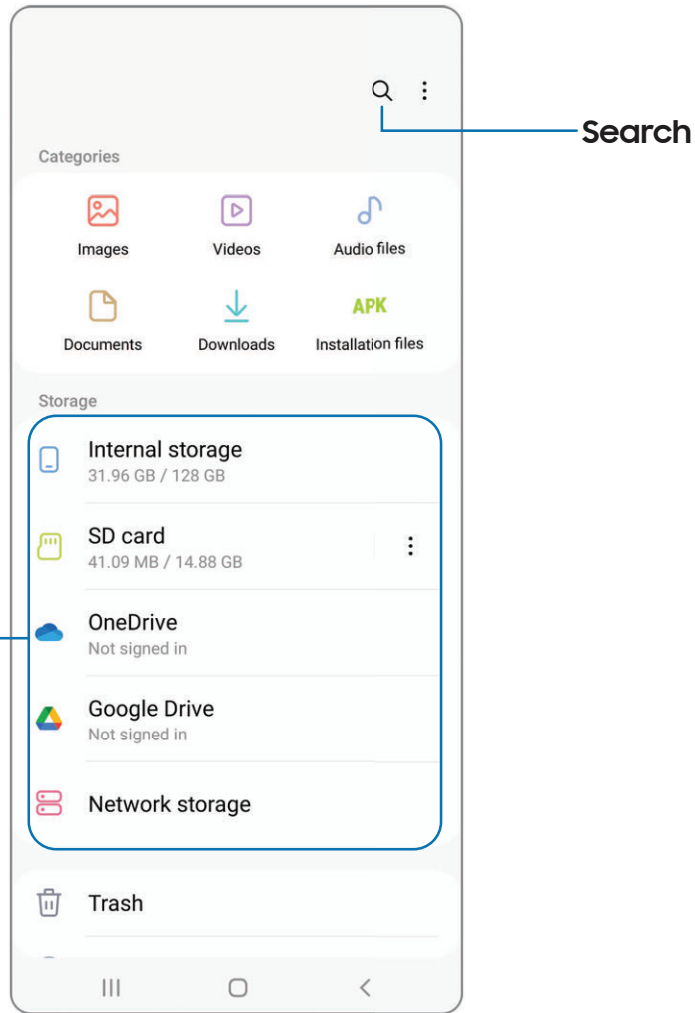 Search
Categories
Images Videos Audio files
APK
Documents Downloads Installation files
Storage
Internal storage
31.96 GB / 128 GB
SD card
41.09 MB / 14.88 GB
OneDrive
Not signed in
Google Drive
Not signed in
Network storage
Trash